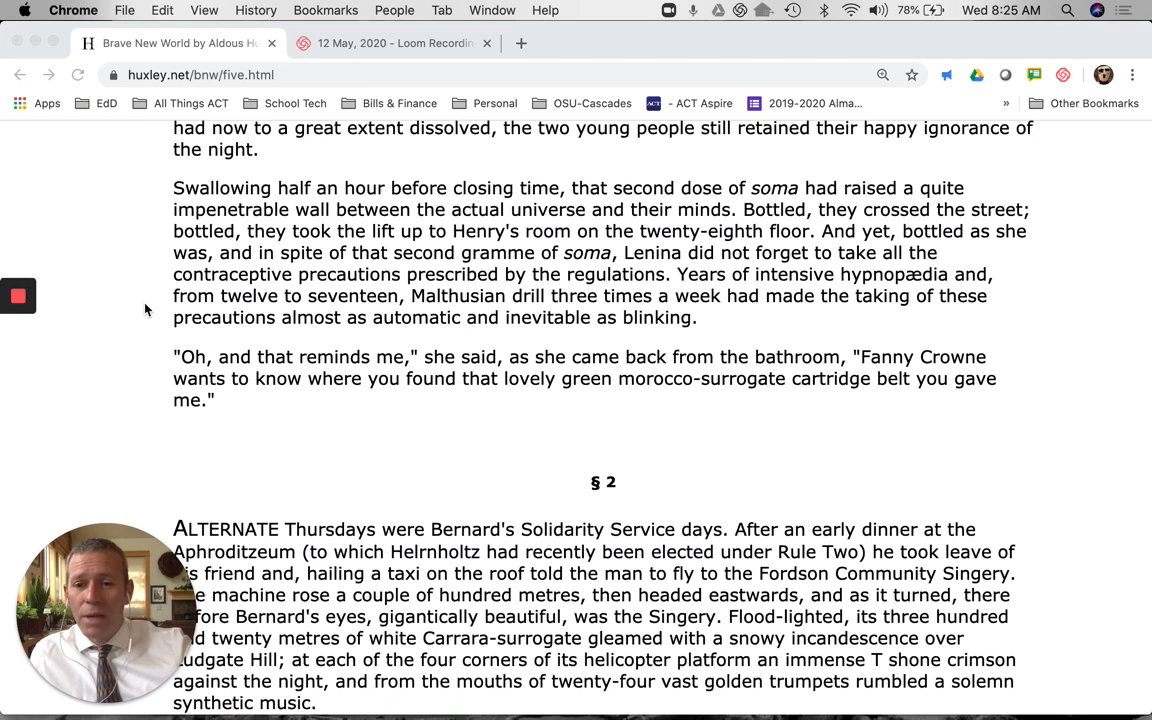 Chrome File Edit View History Bookmarks People Tab Window Help 78% Wed 8:25 AM
H Brave New World by Aldous Hu × 12 May, 2020 - Loom Recordin × +
huxley.net/bnw/five.html
Apps EdD All Things ACT School Tech Bills & Finance Personal OSU-Cascades ACT - ACT Aspire 2019-2020 Alma... » Other Bookmarks
had now to a great extent dissolved, the two young people still retained their happy ignorance of
the night.
Swallowing half an hour before closing time, that second dose of soma had raised a quite
impenetrable wall between the actual universe and their minds. Bottled, they crossed the street;
bottled, they took the lift up to Henry's room on the twenty-eighth floor. And yet, bottled as she
was, and in spite of that second gramme of soma, Lenina did not forget to take all the
contraceptive precautions prescribed by the regulations. Years of intensive hypnopædia and,
from twelve to seventeen, Malthusian drill three times a week had made the taking of these
precautions almost as automatic and inevitable as blinking.
"Oh, and that reminds me," she said, as she came back from the bathroom, "Fanny Crowne
wants to know where you found that lovely green morocco-surrogate cartridge belt you gave
me."
§ 2
ALTERNATE Thursdays were Bernard's Solidarity Service days. After an early dinner at the
Aphroditzeum (to which Helrnholtz had recently been elected under Rule Two) he took leave of
is friend and, hailing a taxi on the roof told the man to fly to the Fordson Community Singery.
e machine rose a couple of hundred metres, then headed eastwards, and as it turned, there
efore Bernard's eyes, gigantically beautiful, was the Singery. Flood-lighted, its three hundred
d twenty metres of white Carrara-surrogate gleamed with a snowy incandescence over
udgate Hill; at each of the four corners of its helicopter platform an immense T shone crimson
against the night, and from the mouths of twenty-four vast golden trumpets rumbled a solemn
synthetic music.